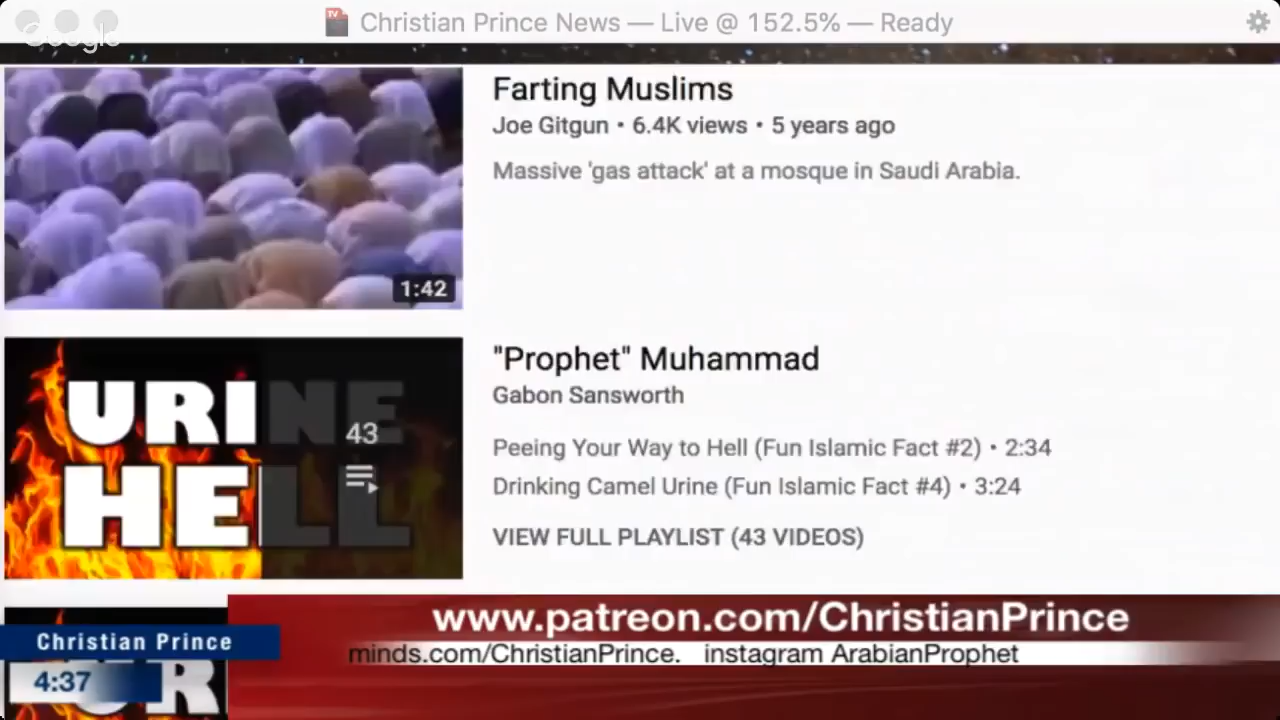 Christian Prince News — Live @ 152.5% — Ready
Google
Farting Muslims
Joe Gitgun • 6.4K views • 5 years ago
Massive 'gas attack' at a mosque in Saudi Arabia.
1:42
"Prophet" Muhammad
Gabon Sansworth
URINE
HELL
43
Peeing Your Way to Hell (Fun Islamic Fact #2) • 2:34
Drinking Camel Urine (Fun Islamic Fact #4) • 3:24
VIEW FULL PLAYLIST (43 VIDEOS)
www.patreon.com/ChristianPrince
Christian Prince
minds.com/ChristianPrince. instagram ArabianProphet
4:37